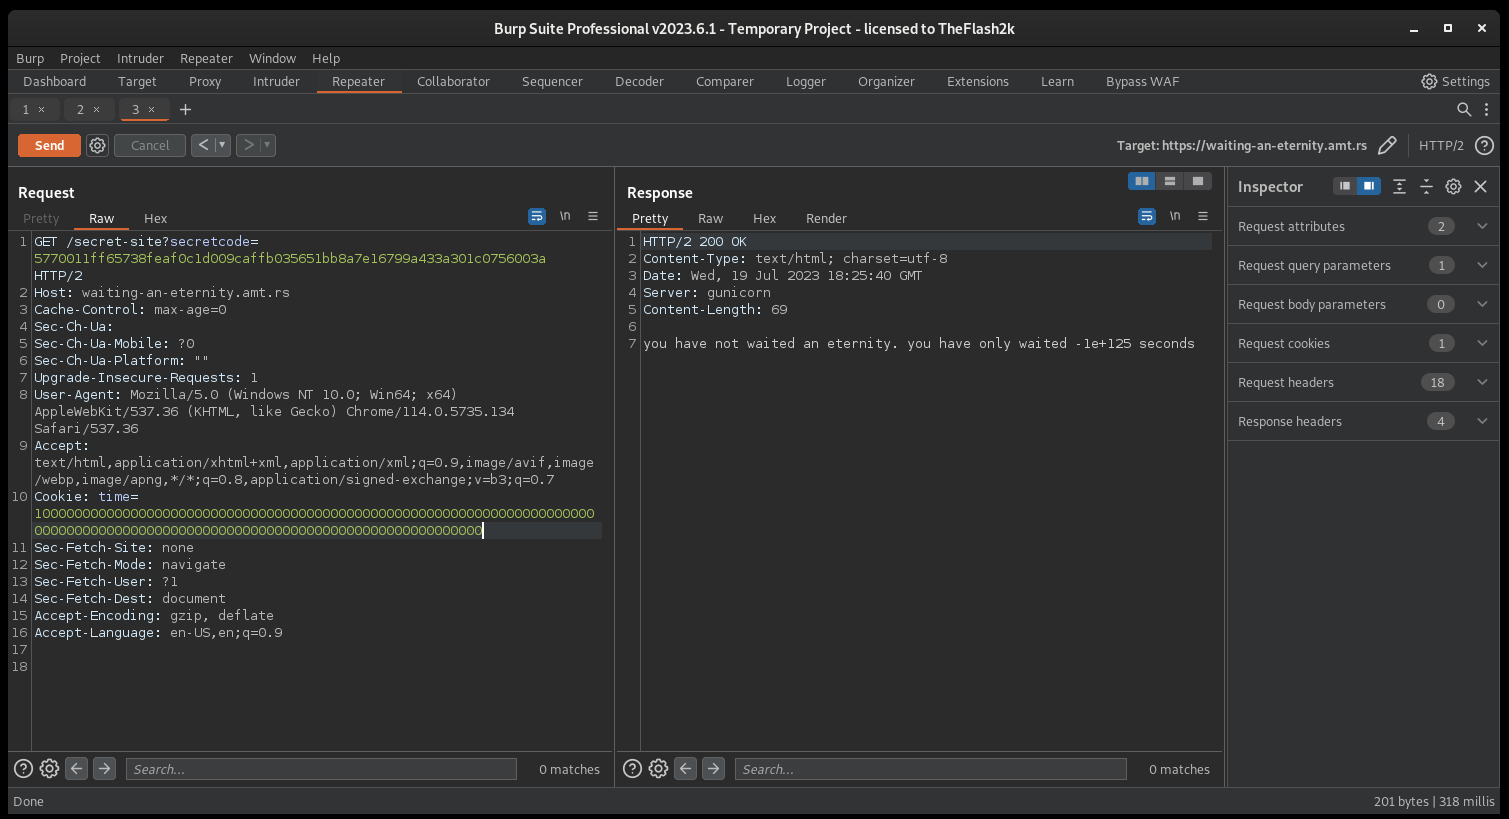 Burp Suite Professional v2023.6.1 - Temporary Project - licensed to TheFlash2k
Burp Project Intruder Repeater Window Help
Dashboard Target Proxy Intruder Repeater Collaborator Sequencer Decoder Comparer Logger Organizer Extensions Learn Bypass WAF Settings
1 × 2 × 3 × +
Send Cancel < > Target: https://waiting-an-eternity.amt.rs HTTP/2 ?
Request
Pretty Raw Hex \n
1 GET /secret-site?secretcode=
5770011ff65738feaf0c1d009caffb035651bb8a7e16799a433a301c0756003a
HTTP/2
2 Host: waiting-an-eternity.amt.rs
3 Cache-Control: max-age=0
4 Sec-Ch-Ua:
5 Sec-Ch-Ua-Mobile: ?0
6 Sec-Ch-Ua-Platform: ""
7 Upgrade-Insecure-Requests: 1
8 User-Agent: Mozilla/5.0 (Windows NT 10.0; Win64; x64)
AppleWebKit/537.36 (KHTML, like Gecko) Chrome/114.0.5735.134
Safari/537.36
9 Accept:
text/html,application/xhtml+xml,application/xml;q=0.9,image/avif,image
/webp,image/apng,*/*;q=0.8,application/signed-exchange;v=b3;q=0.7
10 Cookie: time=
1000000000000000000000000000000000000000000000000000000000000000000000
00000000000000000000000000000000000000000000000000000000
11 Sec-Fetch-Site: none
12 Sec-Fetch-Mode: navigate
13 Sec-Fetch-User: ?1
14 Sec-Fetch-Dest: document
15 Accept-Encoding: gzip, deflate
16 Accept-Language: en-US,en;q=0.9
17
18
? Search... 0 matches
Response
Pretty Raw Hex Render \n
1 HTTP/2 200 OK
2 Content-Type: text/html; charset=utf-8
3 Date: Wed, 19 Jul 2023 18:25:40 GMT
4 Server: gunicorn
5 Content-Length: 69
6
7 you have not waited an eternity. you have only waited -1e+125 seconds
? Search... 0 matches
Inspector
Request attributes 2
Request query parameters 1
Request body parameters 0
Request cookies 1
Request headers 18
Response headers 4
Done 201 bytes | 318 millis